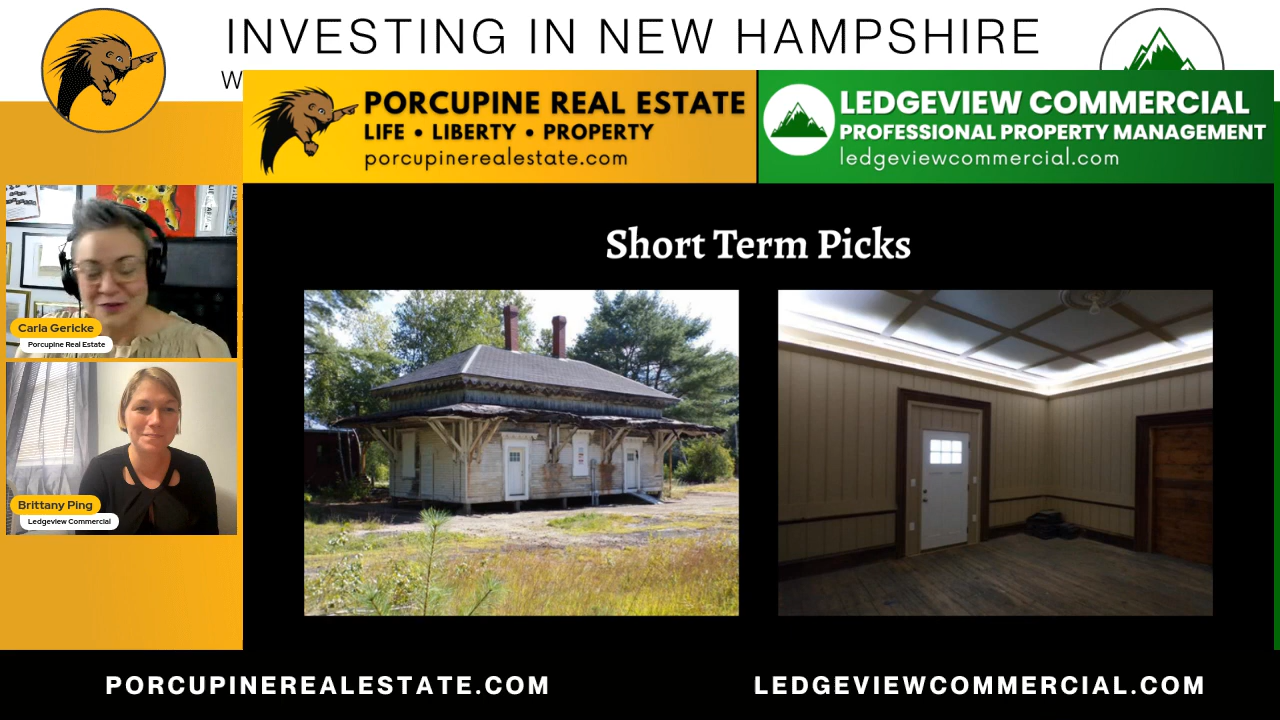 INVESTING IN NEW HAMPSHIRE
W
PORCUPINE REAL ESTATE
LIFE • LIBERTY • PROPERTY
porcupinerealestate.com
LEDGEVIEW COMMERCIAL
PROFESSIONAL PROPERTY MANAGEMENT
ledgeviewcommercial.com
Short Term Picks
Carla Gericke
Porcupine Real Estate
Brittany Ping
Ledgeview Commercial
PORCUPINEREALESTATE.COM
LEDGEVIEWCOMMERCIAL.COM